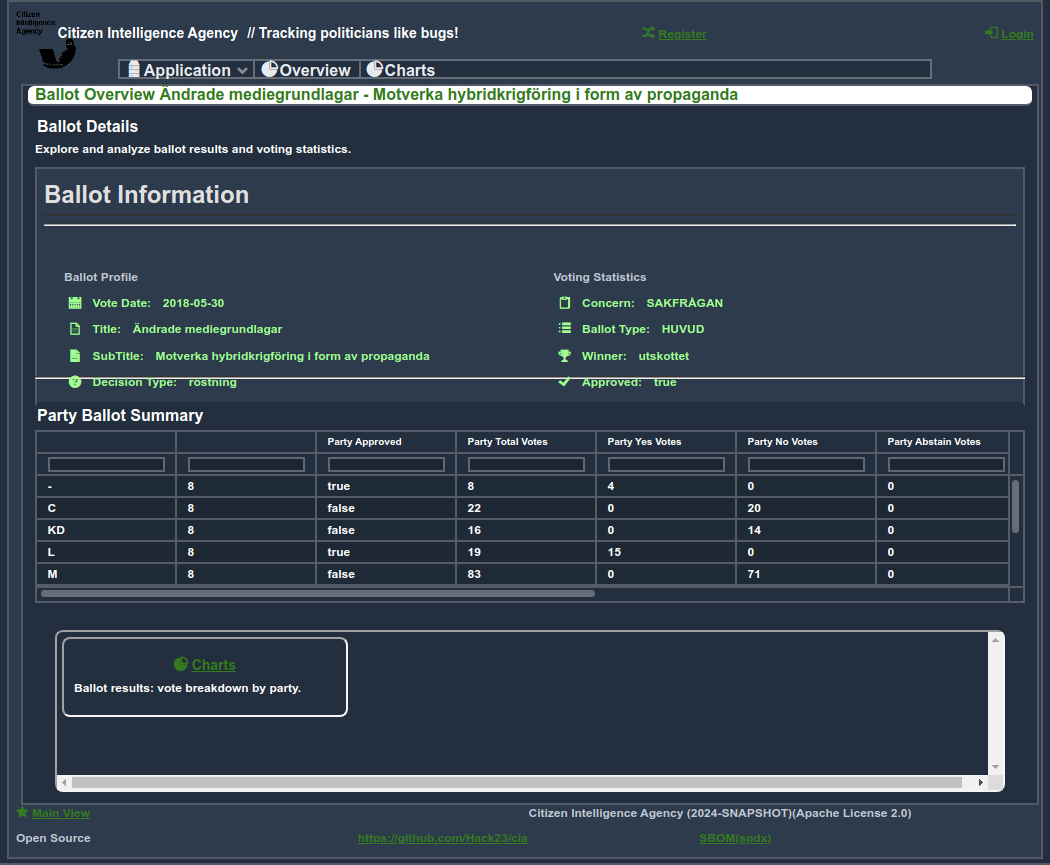 Citizen
Intelligence
Agency
Citizen Intelligence Agency // Tracking politicians like bugs!
Register
Login
Application
Overview
Charts
Ballot Overview Ändrade mediegrundlagar - Motverka hybridkrigföring i form av propaganda
Ballot Details
Explore and analyze ballot results and voting statistics.
Ballot Information
Ballot Profile
Vote Date: 2018-05-30
Title: Ändrade mediegrundlagar
SubTitle: Motverka hybridkrigföring i form av propaganda
Decision Type: röstning
Voting Statistics
Concern: SAKFRÅGAN
Ballot Type: HUVUD
Winner: utskottet
Approved: true
Party Ballot Summary
Party Approved Party Total Votes Party Yes Votes Party No Votes Party Abstain Votes
- 8 true 8 4 0 0
C 8 false 22 0 20 0
KD 8 false 16 0 14 0
L 8 true 19 15 0 0
M 8 false 83 0 71 0
Charts
Ballot results: vote breakdown by party.
Main View
Citizen Intelligence Agency (2024-SNAPSHOT)(Apache License 2.0)
Open Source
https://github.com/Hack23/cia
SBOM(spdx)